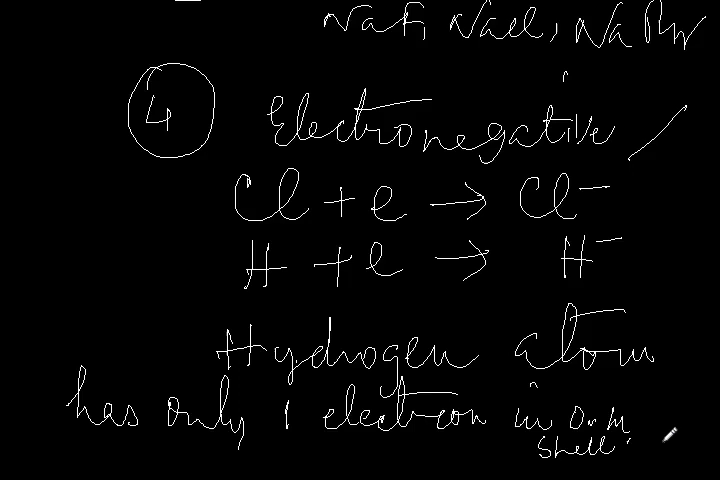 NaF, NaCl, NaBr
4 Electronegative /
Cl + e → Cl⁻
H + e → H⁻
Hydrogen atom
has only 1 electron in
shell.